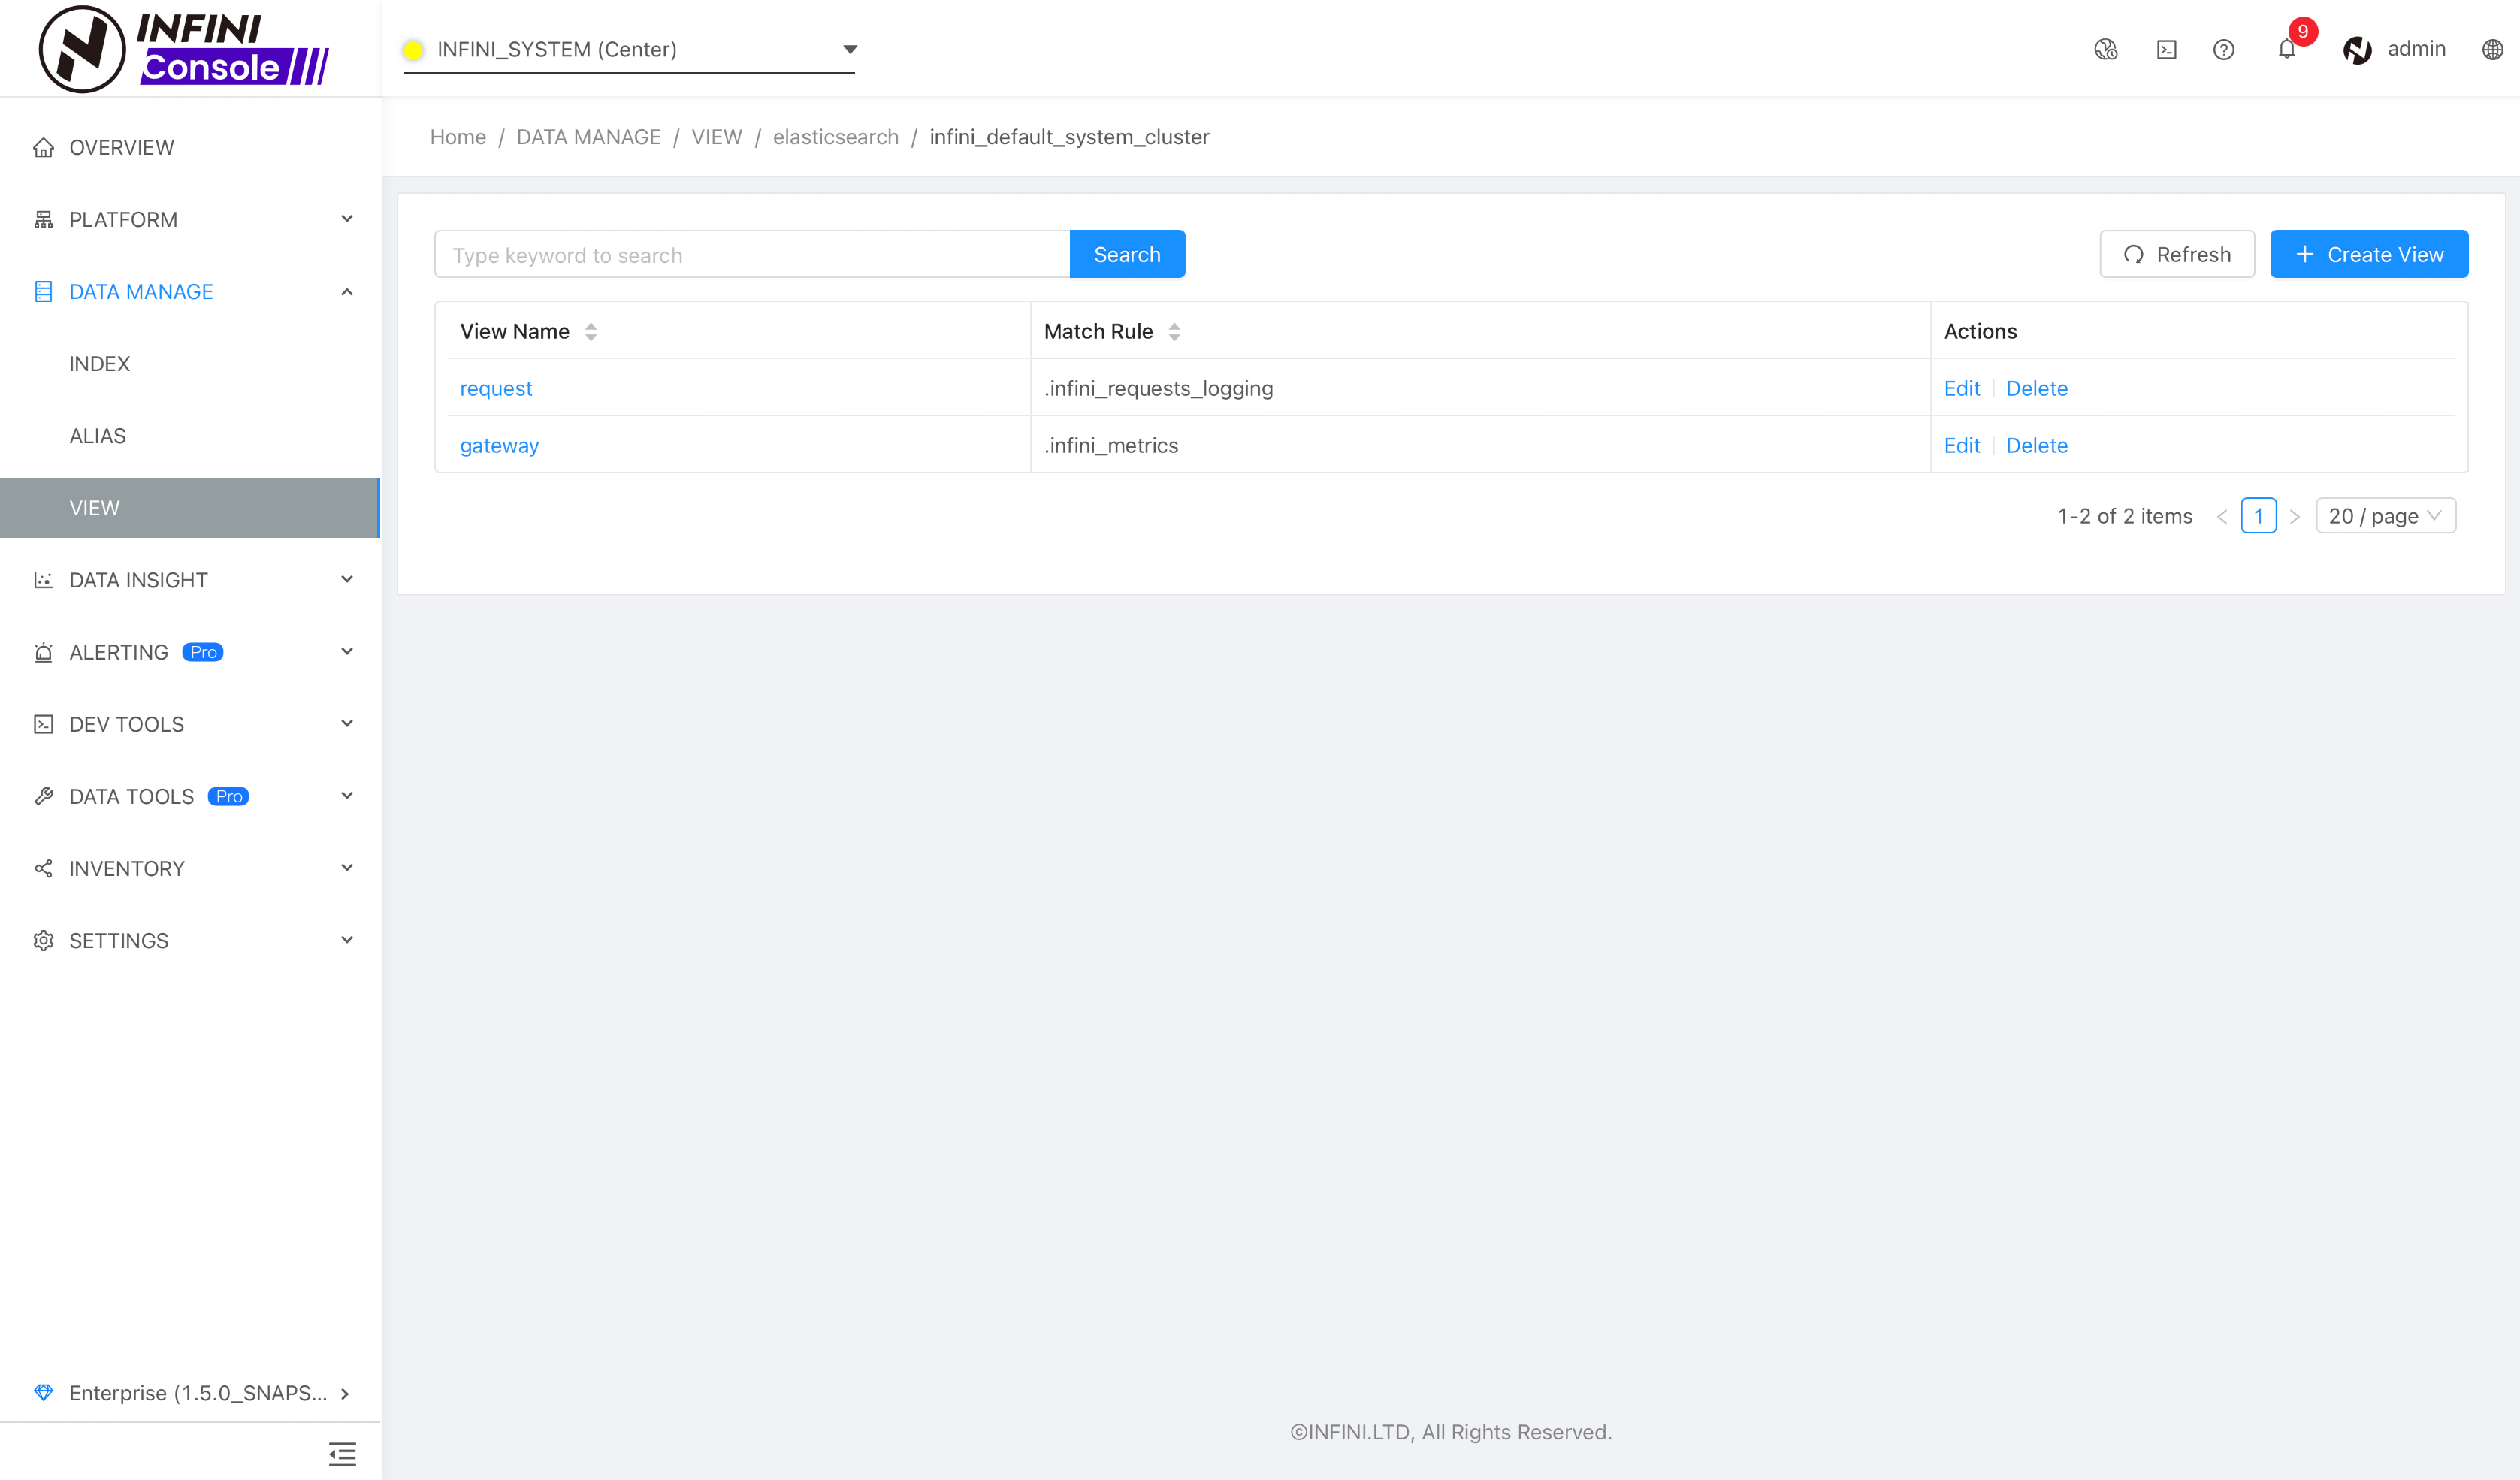 INFINI
Console
INFINI_SYSTEM (Center)
9
admin
Home / DATA MANAGE / VIEW / elasticsearch / infini_default_system_cluster
OVERVIEW
PLATFORM
DATA MANAGE
INDEX
ALIAS
VIEW
DATA INSIGHT
ALERTING Pro
DEV TOOLS
DATA TOOLS Pro
INVENTORY
SETTINGS
Enterprise (1.5.0_SNAPS...
Type keyword to search
Search
Refresh
Create View
View Name Match Rule Actions
request .infini_requests_logging Edit Delete
gateway .infini_metrics Edit Delete
1-2 of 2 items 1 20 / page
©INFINI.LTD, All Rights Reserved.